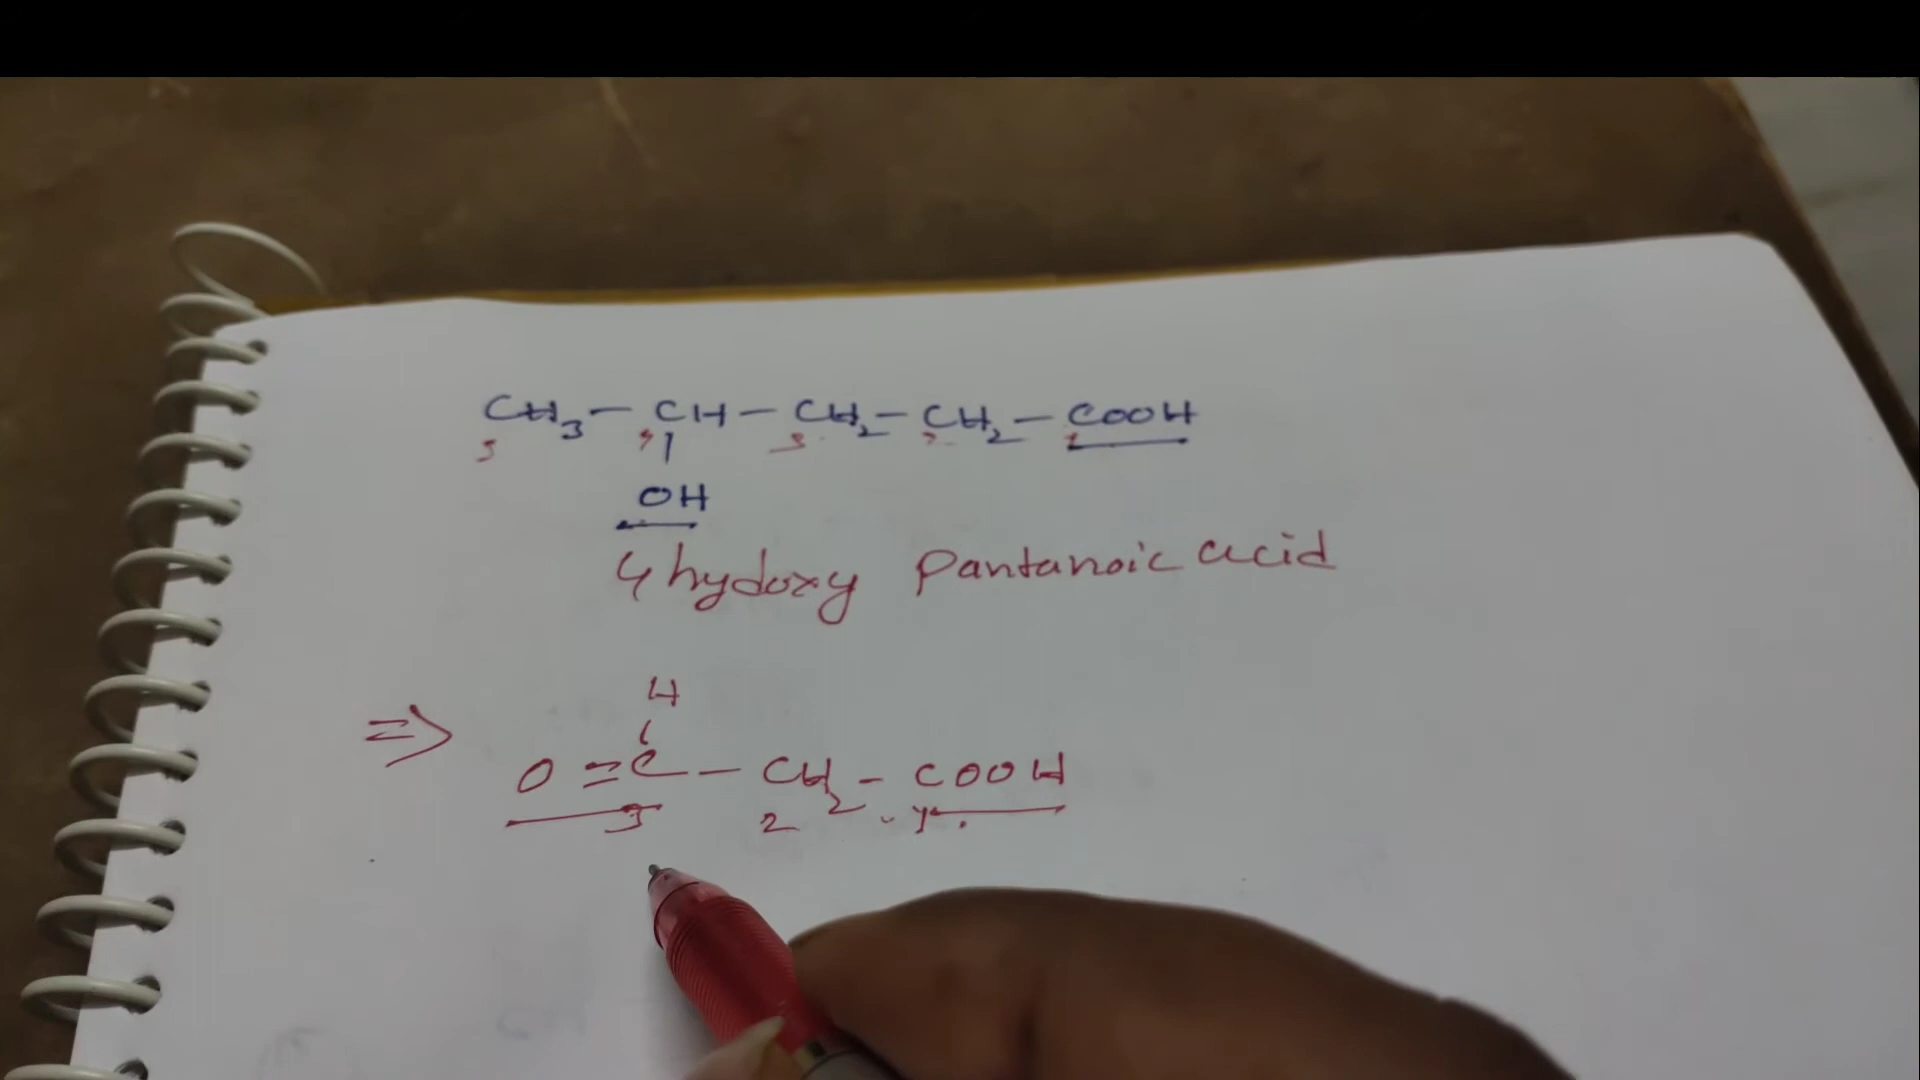 CH3 - CH - CH2 - CH2 - COOH
5 4 3 2 1
OH
4 hydoxy pantanoic acid
H
⇒ O = C - CH2 - COOH
3 2 1